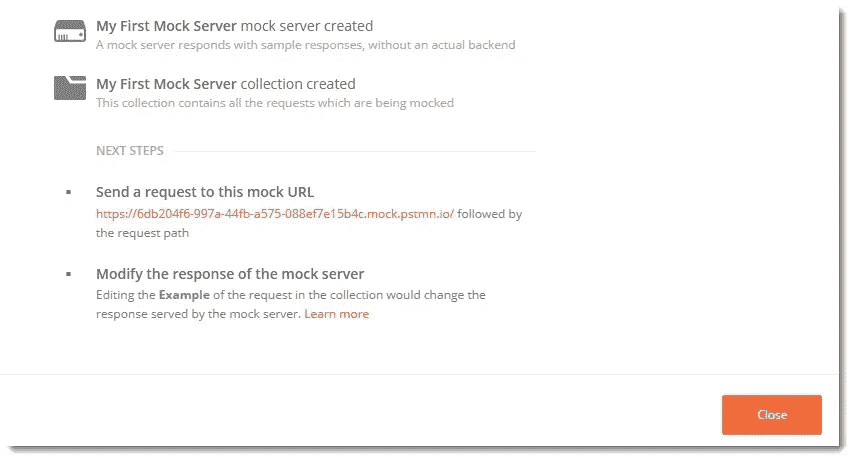 My First Mock Server mock server created
A mock server responds with sample responses, without an actual backend
My First Mock Server collection created
This collection contains all the requests which are being mocked
NEXT STEPS
Send a request to this mock URL
https://6db204f6-997a-44fb-a575-088ef7e15b4c.mock.pstmn.io/ followed by
the request path
Modify the response of the mock server
Editing the Example of the request in the collection would change the
response served by the mock server. Learn more
Close